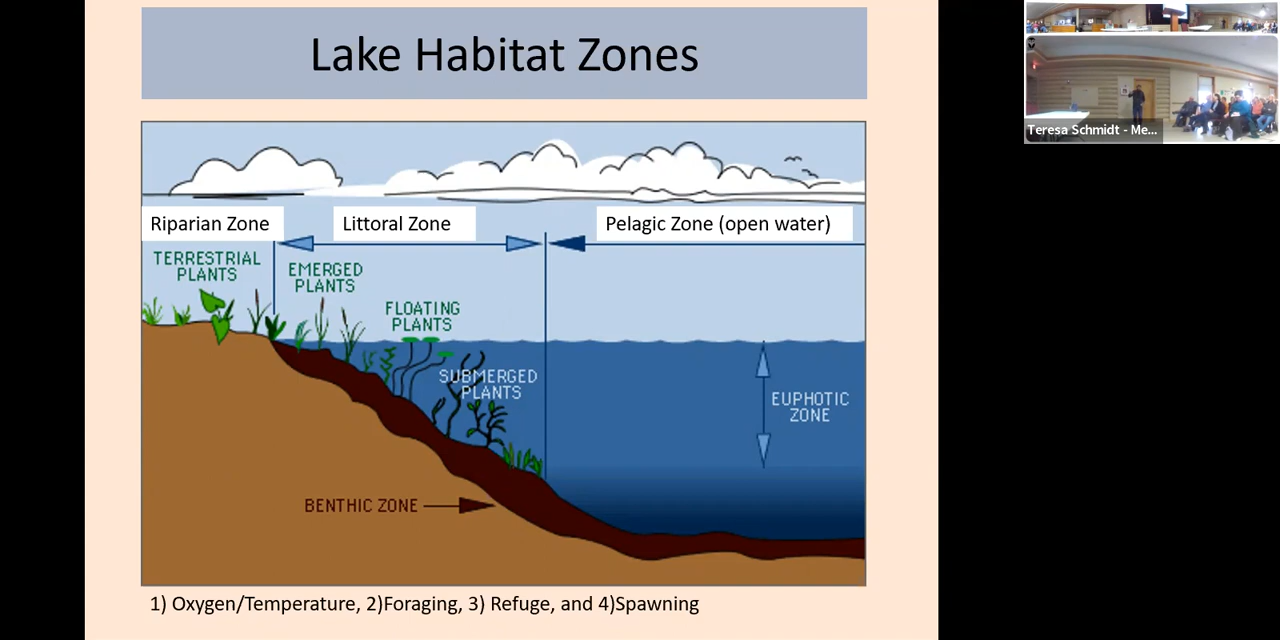 Lake Habitat Zones
Riparian Zone
Littoral Zone
Pelagic Zone (open water)
TERRESTRIAL
PLANTS
EMERGED
PLANTS
FLOATING
PLANTS
SUBMERGED
PLANTS
EUPHOTIC
ZONE
BENTHIC ZONE
1) Oxygen/Temperature, 2)Foraging, 3) Refuge, and 4)Spawning
Teresa Schmidt - Me...